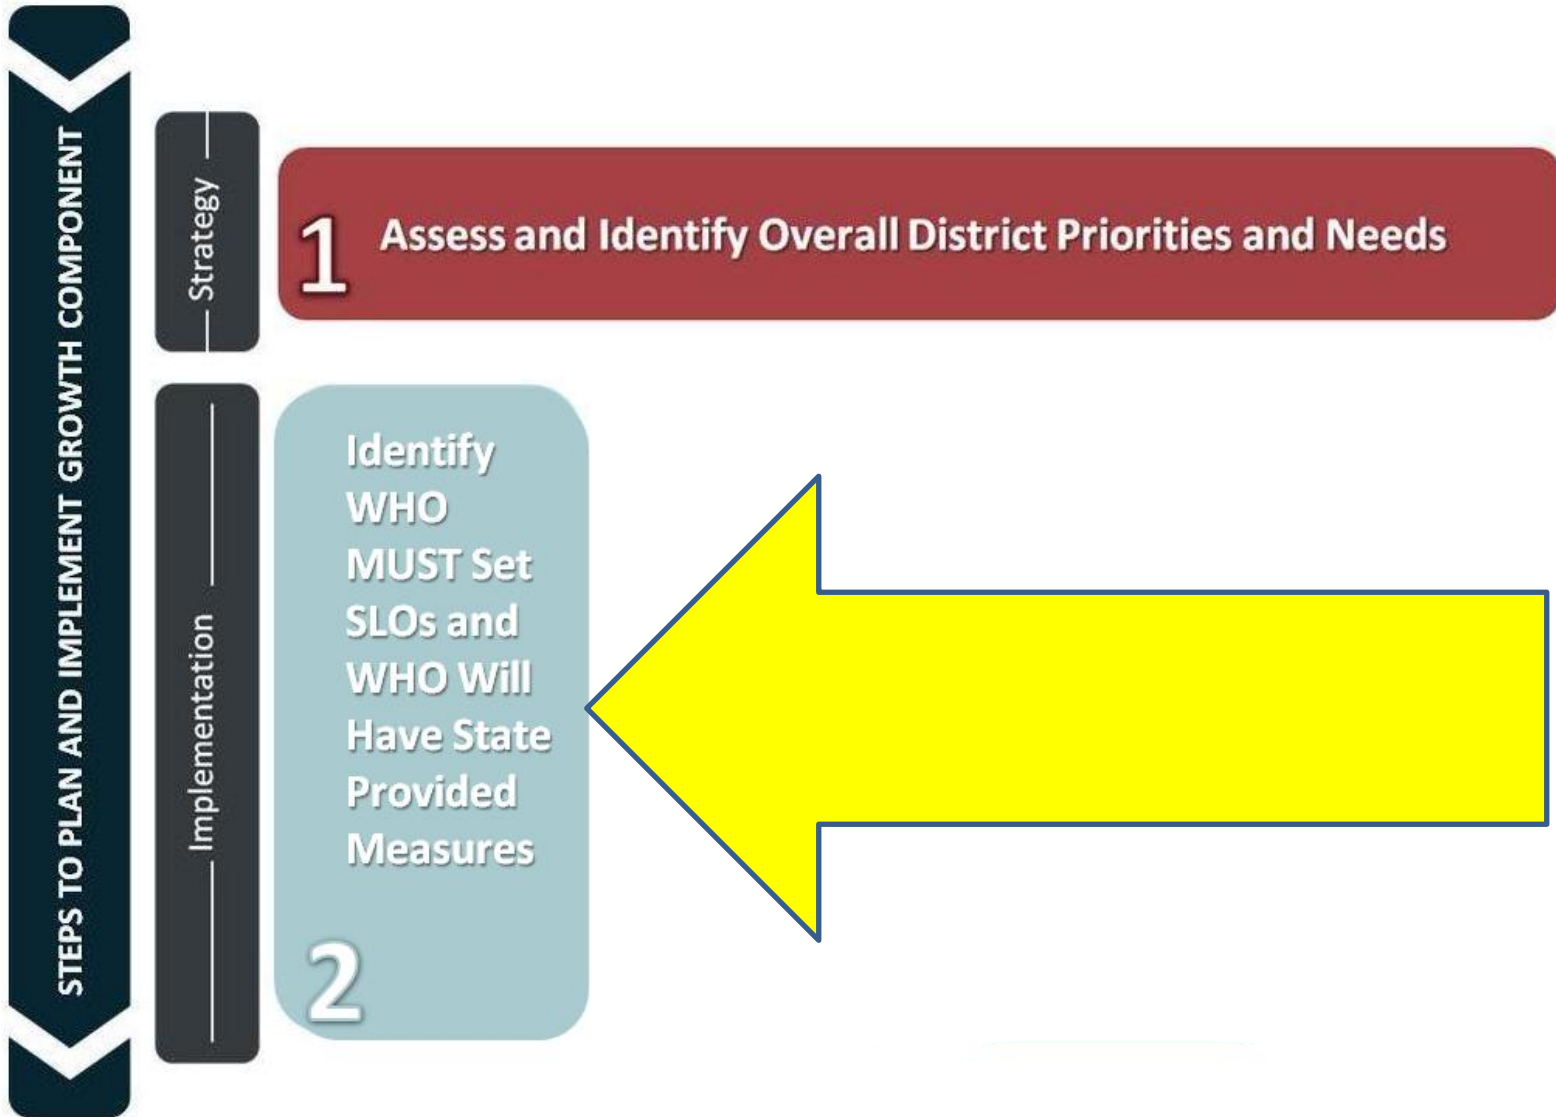 STEPS TO PLAN AND IMPLEMENT GROWTH COMPONENT
Strategy
1
Assess and Identify Overall District Priorities and Needs
Implementation
Identify
WHO
MUST Set
SLOs and
WHO Will
Have State
Provided
Measures
2